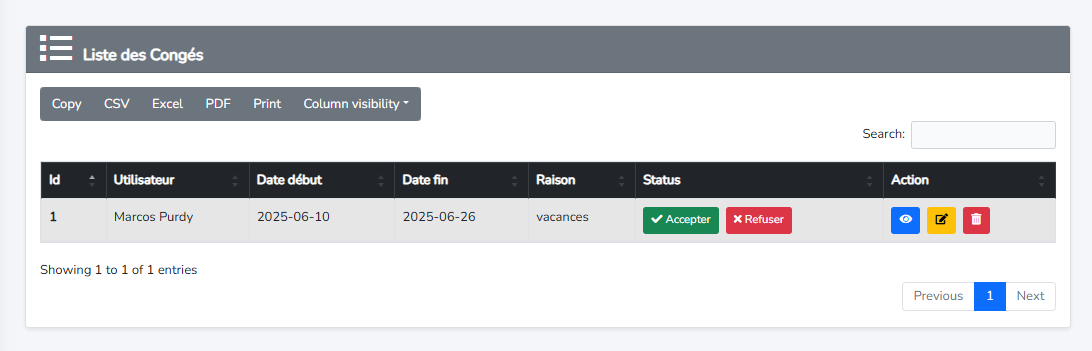 Liste des Congés
Copy CSV Excel PDF Print Column visibility
Search:
Id Utilisateur Date début Date fin Raison Status Action
1 Marcos Purdy 2025-06-10 2025-06-26 vacances Accepter Refuser
Showing 1 to 1 of 1 entries
Previous 1 Next